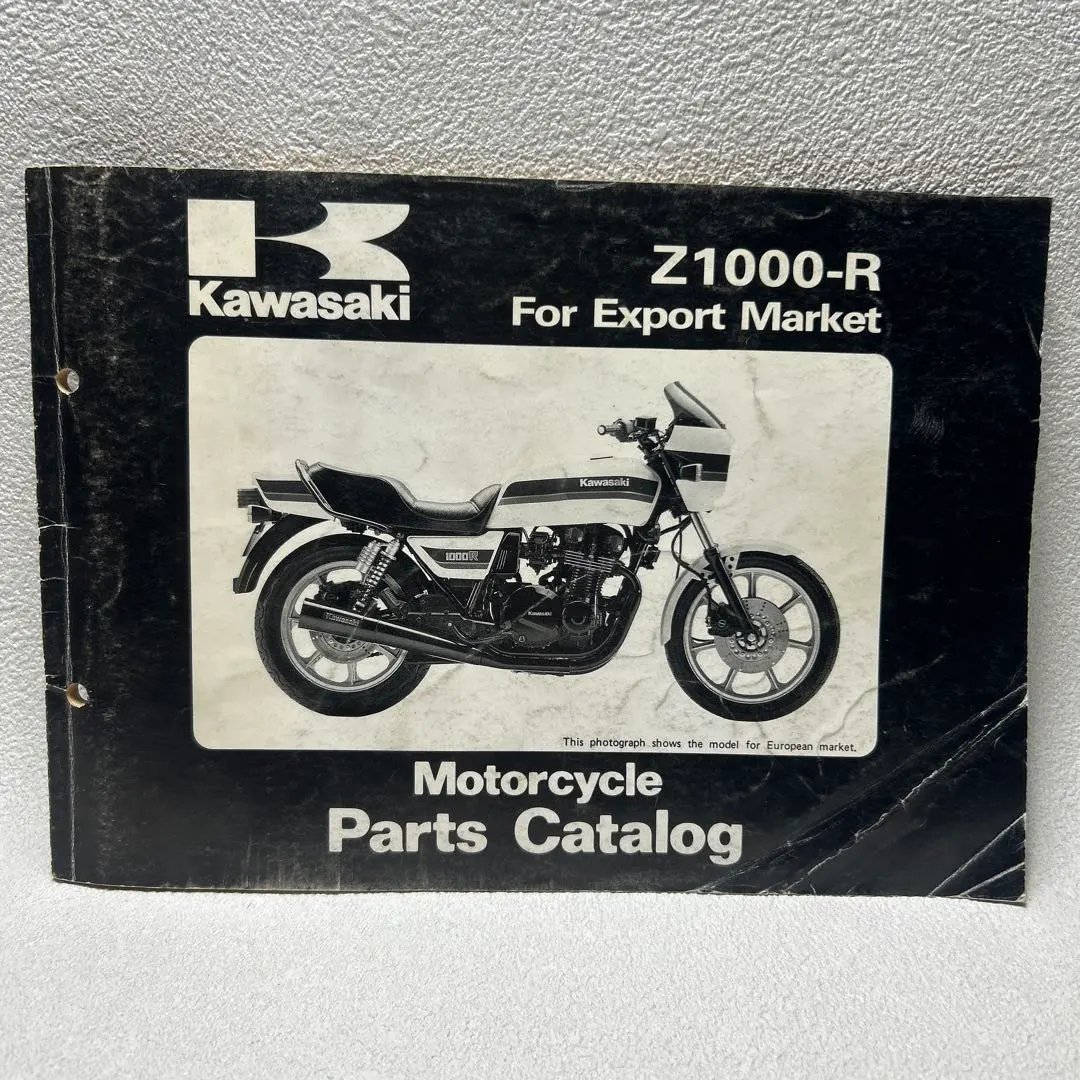 Kawasaki
Z1000-R
For Export Market
Kawasaki
1000R
Kawasaki
Kawasaki
This photograph shows the model for European market.
Motorcycle
Parts Catalog